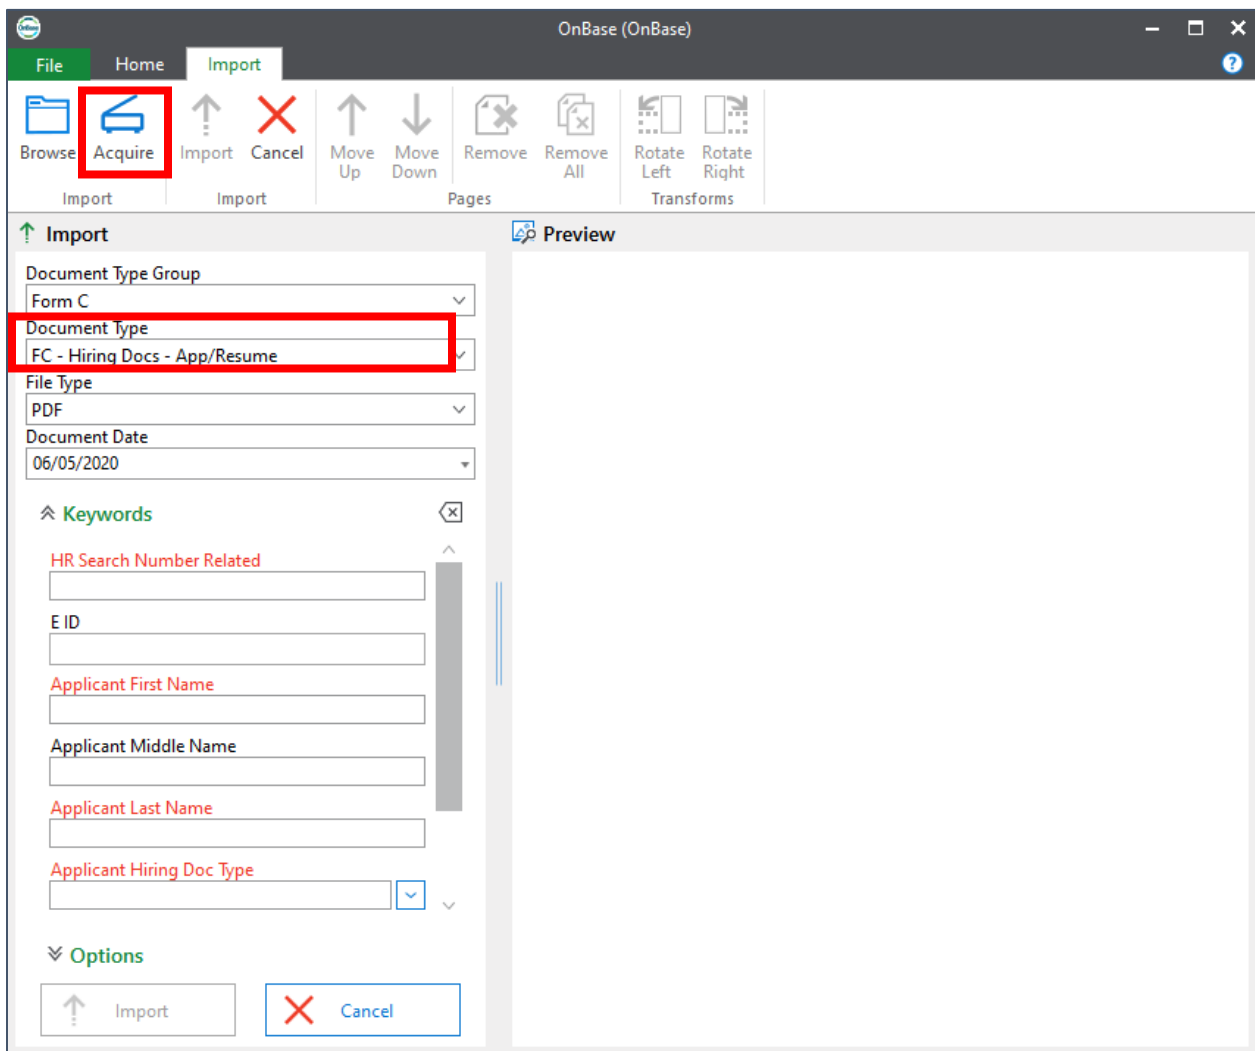 OnBase (OnBase)
File Home Import
Browse Acquire Import Cancel Move Up Move Down Remove Remove All Rotate Left Rotate Right
Import Import Pages Transforms
Import
Preview
Document Type Group
Form C
Document Type
FC - Hiring Docs - App/Resume
File Type
PDF
Document Date
06/05/2020
Keywords
HR Search Number Related
E ID
Applicant First Name
Applicant Middle Name
Applicant Last Name
Applicant Hiring Doc Type
Options
Import Cancel